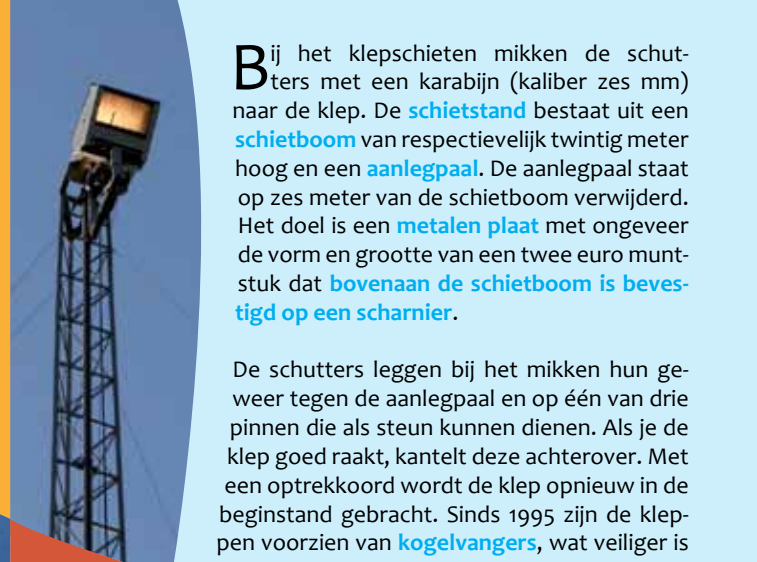 Bij het klepschieten mikken de schut-
ters met een karabijn (kaliber zes mm)
naar de klep. De schietstand bestaat uit een
schietboom van respectievelijk twintig meter
hoog en een aanlegpaal. De aanlegpaal staat
op zes meter van de schietboom verwijderd.
Het doel is een metalen plaat met ongeveer
de vorm en grootte van een twee euro munt-
stuk dat bovenaan de schietboom is beves-
tigd op een scharnier.

De schutters leggen bij het mikken hun ge-
weer tegen de aanlegpaal en op één van drie
pinnen die als steun kunnen dienen. Als je de
klep goed raakt, kantelt deze achterover. Met
een optrekkoord wordt de klep opnieuw in de
beginstand gebracht. Sinds 1995 zijn de klep-
pen voorzien van kogelvangers, wat veiliger is